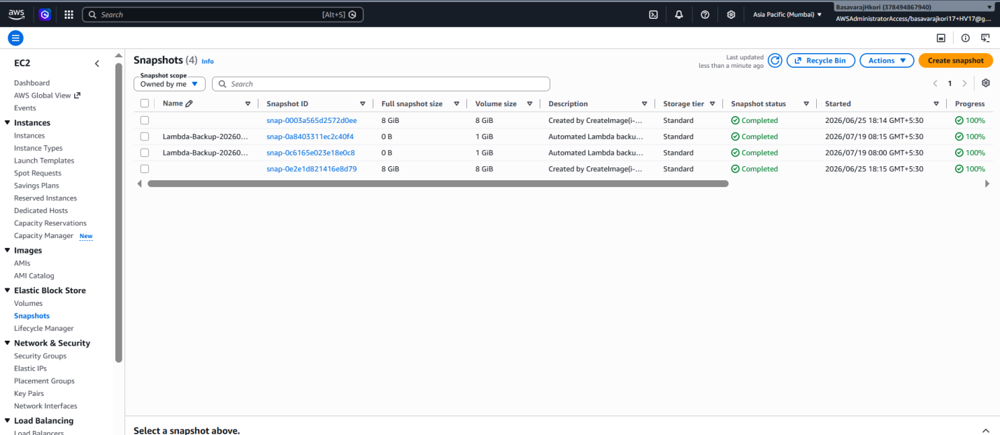 aws
Search [Alt+S]
Asia Pacific (Mumbai)
BasavarajHkori (378494867940)
AWSAdministratorAccess/basavarajkori17+HV17@g...
EC2
Dashboard
AWS Global View
Events
Instances
Instances
Instance Types
Launch Templates
Spot Requests
Savings Plans
Reserved Instances
Dedicated Hosts
Capacity Reservations
Capacity Manager New
Images
AMIs
AMI Catalog
Elastic Block Store
Volumes
Snapshots
Lifecycle Manager
Network & Security
Security Groups
Elastic IPs
Placement Groups
Key Pairs
Network Interfaces
Load Balancing
Load Balancers
Snapshots (4) Info
Last updated
less than a minute ago
Recycle Bin
Actions
Create snapshot
Snapshot scope
Owned by me
Search
1
Name Snapshot ID Full snapshot size Volume size Description Storage tier Snapshot status Started Progress
snap-0003a565d2572d0ee 8 GiB 8 GiB Created by CreateImage(i-... Standard Completed 2026/06/25 18:14 GMT+5:30 100%
Lambda-Backup-20260... snap-0a8403311ec2c40f4 0 B 1 GiB Automated Lambda backu... Standard Completed 2026/07/19 08:15 GMT+5:30 100%
Lambda-Backup-20260... snap-0c6165e023e18e0c8 0 B 1 GiB Automated Lambda backu... Standard Completed 2026/07/19 08:00 GMT+5:30 100%
snap-0e2e1d821416e8d79 8 GiB 8 GiB Created by CreateImage(i-... Standard Completed 2026/06/25 18:15 GMT+5:30 100%
Select a snapshot above.